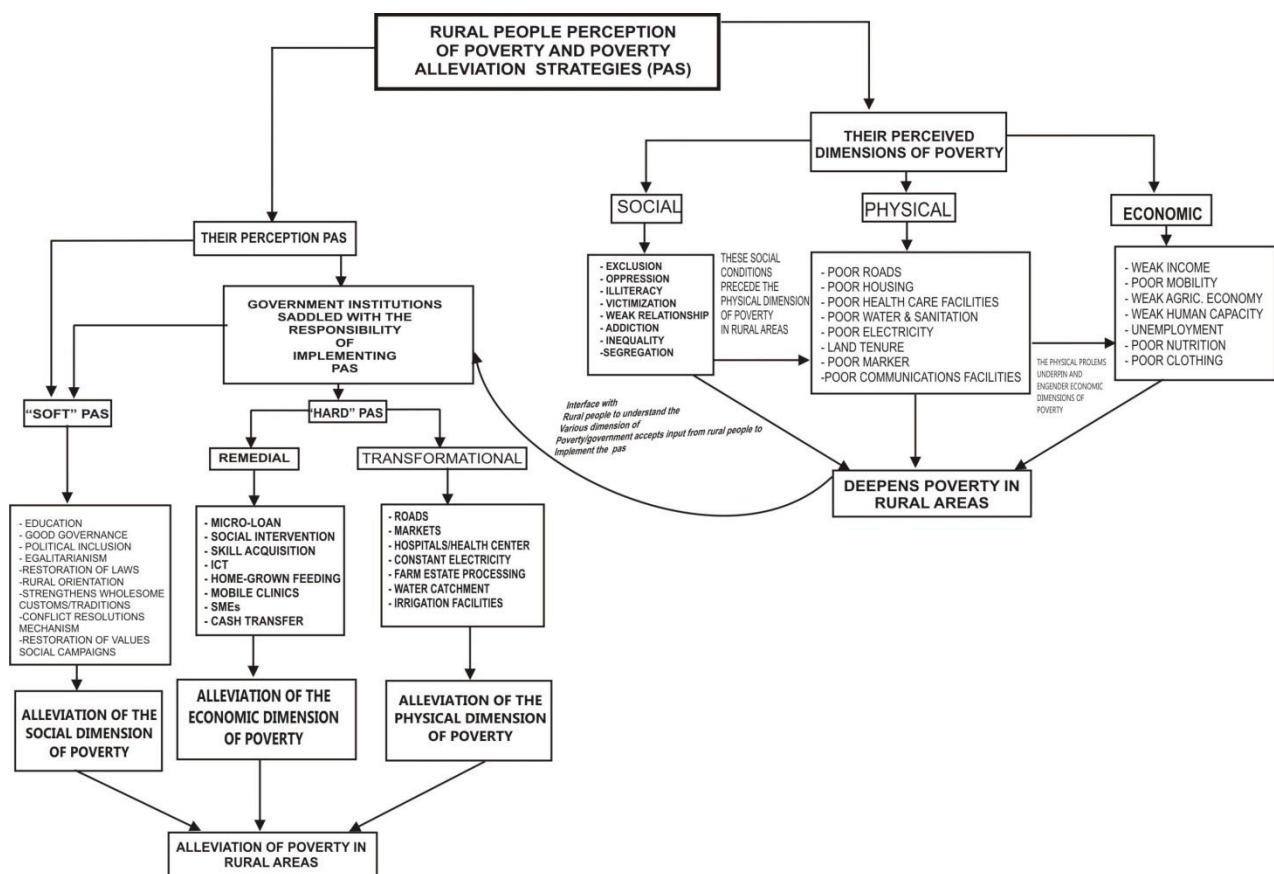 RURAL PEOPLE PERCEPTION
OF POVERTY AND POVERTY
ALLEVIATION STRATEGIES (PAS)
THEIR PERCEIVED
DIMENSIONS OF POVERTY
SOCIAL
PHYSICAL
ECONOMIC
- EXCLUSION
- OPPRESSION
- ILLITERACY
- VICTIMIZATION
- WEAK RELATIONSHIP
- ADDICTION
- INEQUALITY
-SEGREGATION
THESE SOCIAL
CONDITIONS
PRECEDE THE
PHYSICAL DIMENSION
OF POVERTY
IN RURAL AREAS
- POOR ROADS
- POOR HOUSING
- POOR HEALTH CARE FACILITIES
- POOR WATER & SANITATION
- POOR ELECTRICITY
- LAND TENURE
- POOR MARKER
-POOR COMMUNICATIONS FACILITIES
THE PHYSICAL PROLEMS
UNDERPIN AND
ENGENDER ECONOMIC
DIMENSIONS OF
POVERTY
- WEAK INCOME
- POOR MOBILITY
- WEAK AGRIC. ECONOMY
- WEAK HUMAN CAPACITY
- UNEMPLOYMENT
- POOR NUTRITION
- POOR CLOTHING
DEEPENS POVERTY IN
RURAL AREAS
Interface with
Rural people to understand the
Various dimension of
Poverty/government accepts input from rural people to
Implement the pas
THEIR PERCEPTION PAS
GOVERNMENT INSTITUTIONS
SADDLED WITH THE
RESPONSIBILITY
OF
IMPLEMENTING
PAS
"SOFT" PAS
"HARD" PAS
REMEDIAL
TRANSFORMATIONAL
- EDUCATION
- GOOD GOVERNANCE
- POLITICAL INCLUSION
- EGALITARIANISM
-RESTORATION OF LAWS
-RURAL ORIENTATION
-STRENGTHENS WHOLESOME
CUSTOMS/TRADITIONS
-CONFLICT RESOLUTIONS
MECHANISM
-RESTORATION OF VALUES
SOCIAL CAMPAIGNS
- MICRO-LOAN
- SOCIAL INTERVENTION
- SKILL ACQUISITION
- ICT
- HOME-GROWN FEEDING
- MOBILE CLINICS
- SMEs
- CASH TRANSFER
- ROADS
- MARKETS
- HOSPITALS/HEALTH CENTER
- CONSTANT ELECTRICITY
- FARM ESTATE PROCESSING
- WATER CATCHMENT
- IRRIGATION FACILITIES
ALLEVIATION OF THE
SOCIAL DIMENSION
OF POVERTY
ALLEVIATION OF THE
ECONOMIC DIMENSION
OF POVERTY
ALLEVIATION OF THE
PHYSICAL DIMENSION
OF POVERTY
ALLEVIATION OF POVERTY IN
RURAL AREAS